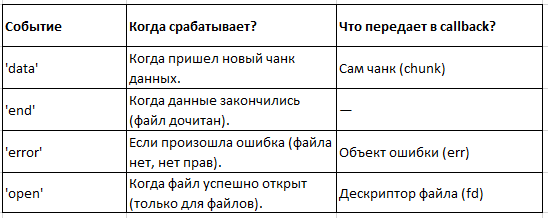 Событие Когда срабатывает? Что передает в callback?
'data' Когда пришел новый чанк данных. Сам чанк (chunk)
'end' Когда данные закончились (файл дочитан). —
'error' Если произошла ошибка (файла нет, нет прав). Объект ошибки (err)
'open' Когда файл успешно открыт (только для файлов). Дескриптор файла (fd)